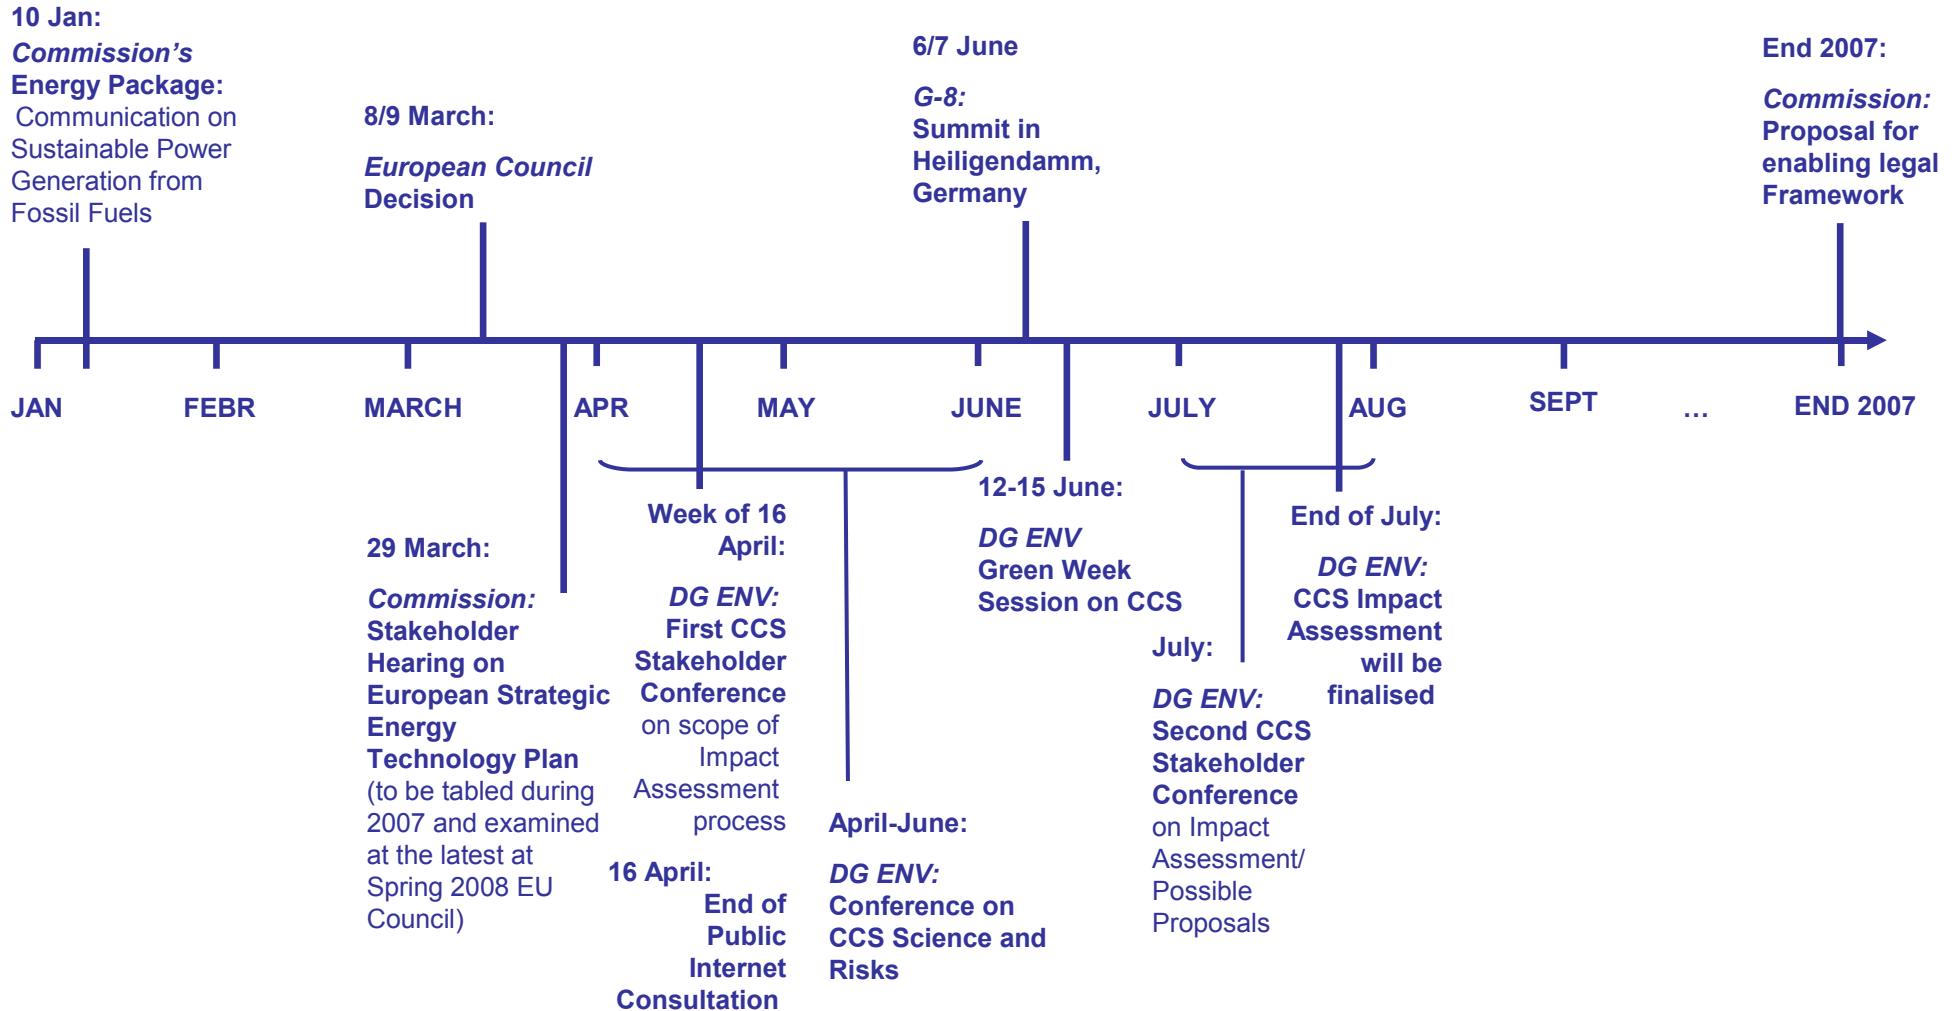 10 Jan:
Commission's
Energy Package:
Communication on
Sustainable Power
Generation from
Fossil Fuels
8/9 March:
European Council
Decision
6/7 June
G-8:
Summit in
Heiligendamm,
Germany
End 2007:
Commission:
Proposal for
enabling legal
Framework
JAN
FEBR
MARCH
APR
MAY
JUNE
JULY
AUG
SEPT
…
END 2007
29 March:
Commission:
Stakeholder
Hearing on
European Strategic
Energy
Technology Plan
(to be tabled during
2007 and examined
at the latest at
Spring 2008 EU
Council)
Week of 16
April:
DG ENV:
First CCS
Stakeholder
Conference
on scope of
Impact
Assessment
process
16 April:
End of
Public
Internet
Consultation
April-June:
DG ENV:
Conference on
CCS Science and
Risks
12-15 June:
DG ENV
Green Week
Session on CCS
July:
DG ENV:
Second CCS
Stakeholder
Conference
on Impact
Assessment/
Possible
Proposals
End of July:
DG ENV:
CCS Impact
Assessment
will be
finalised